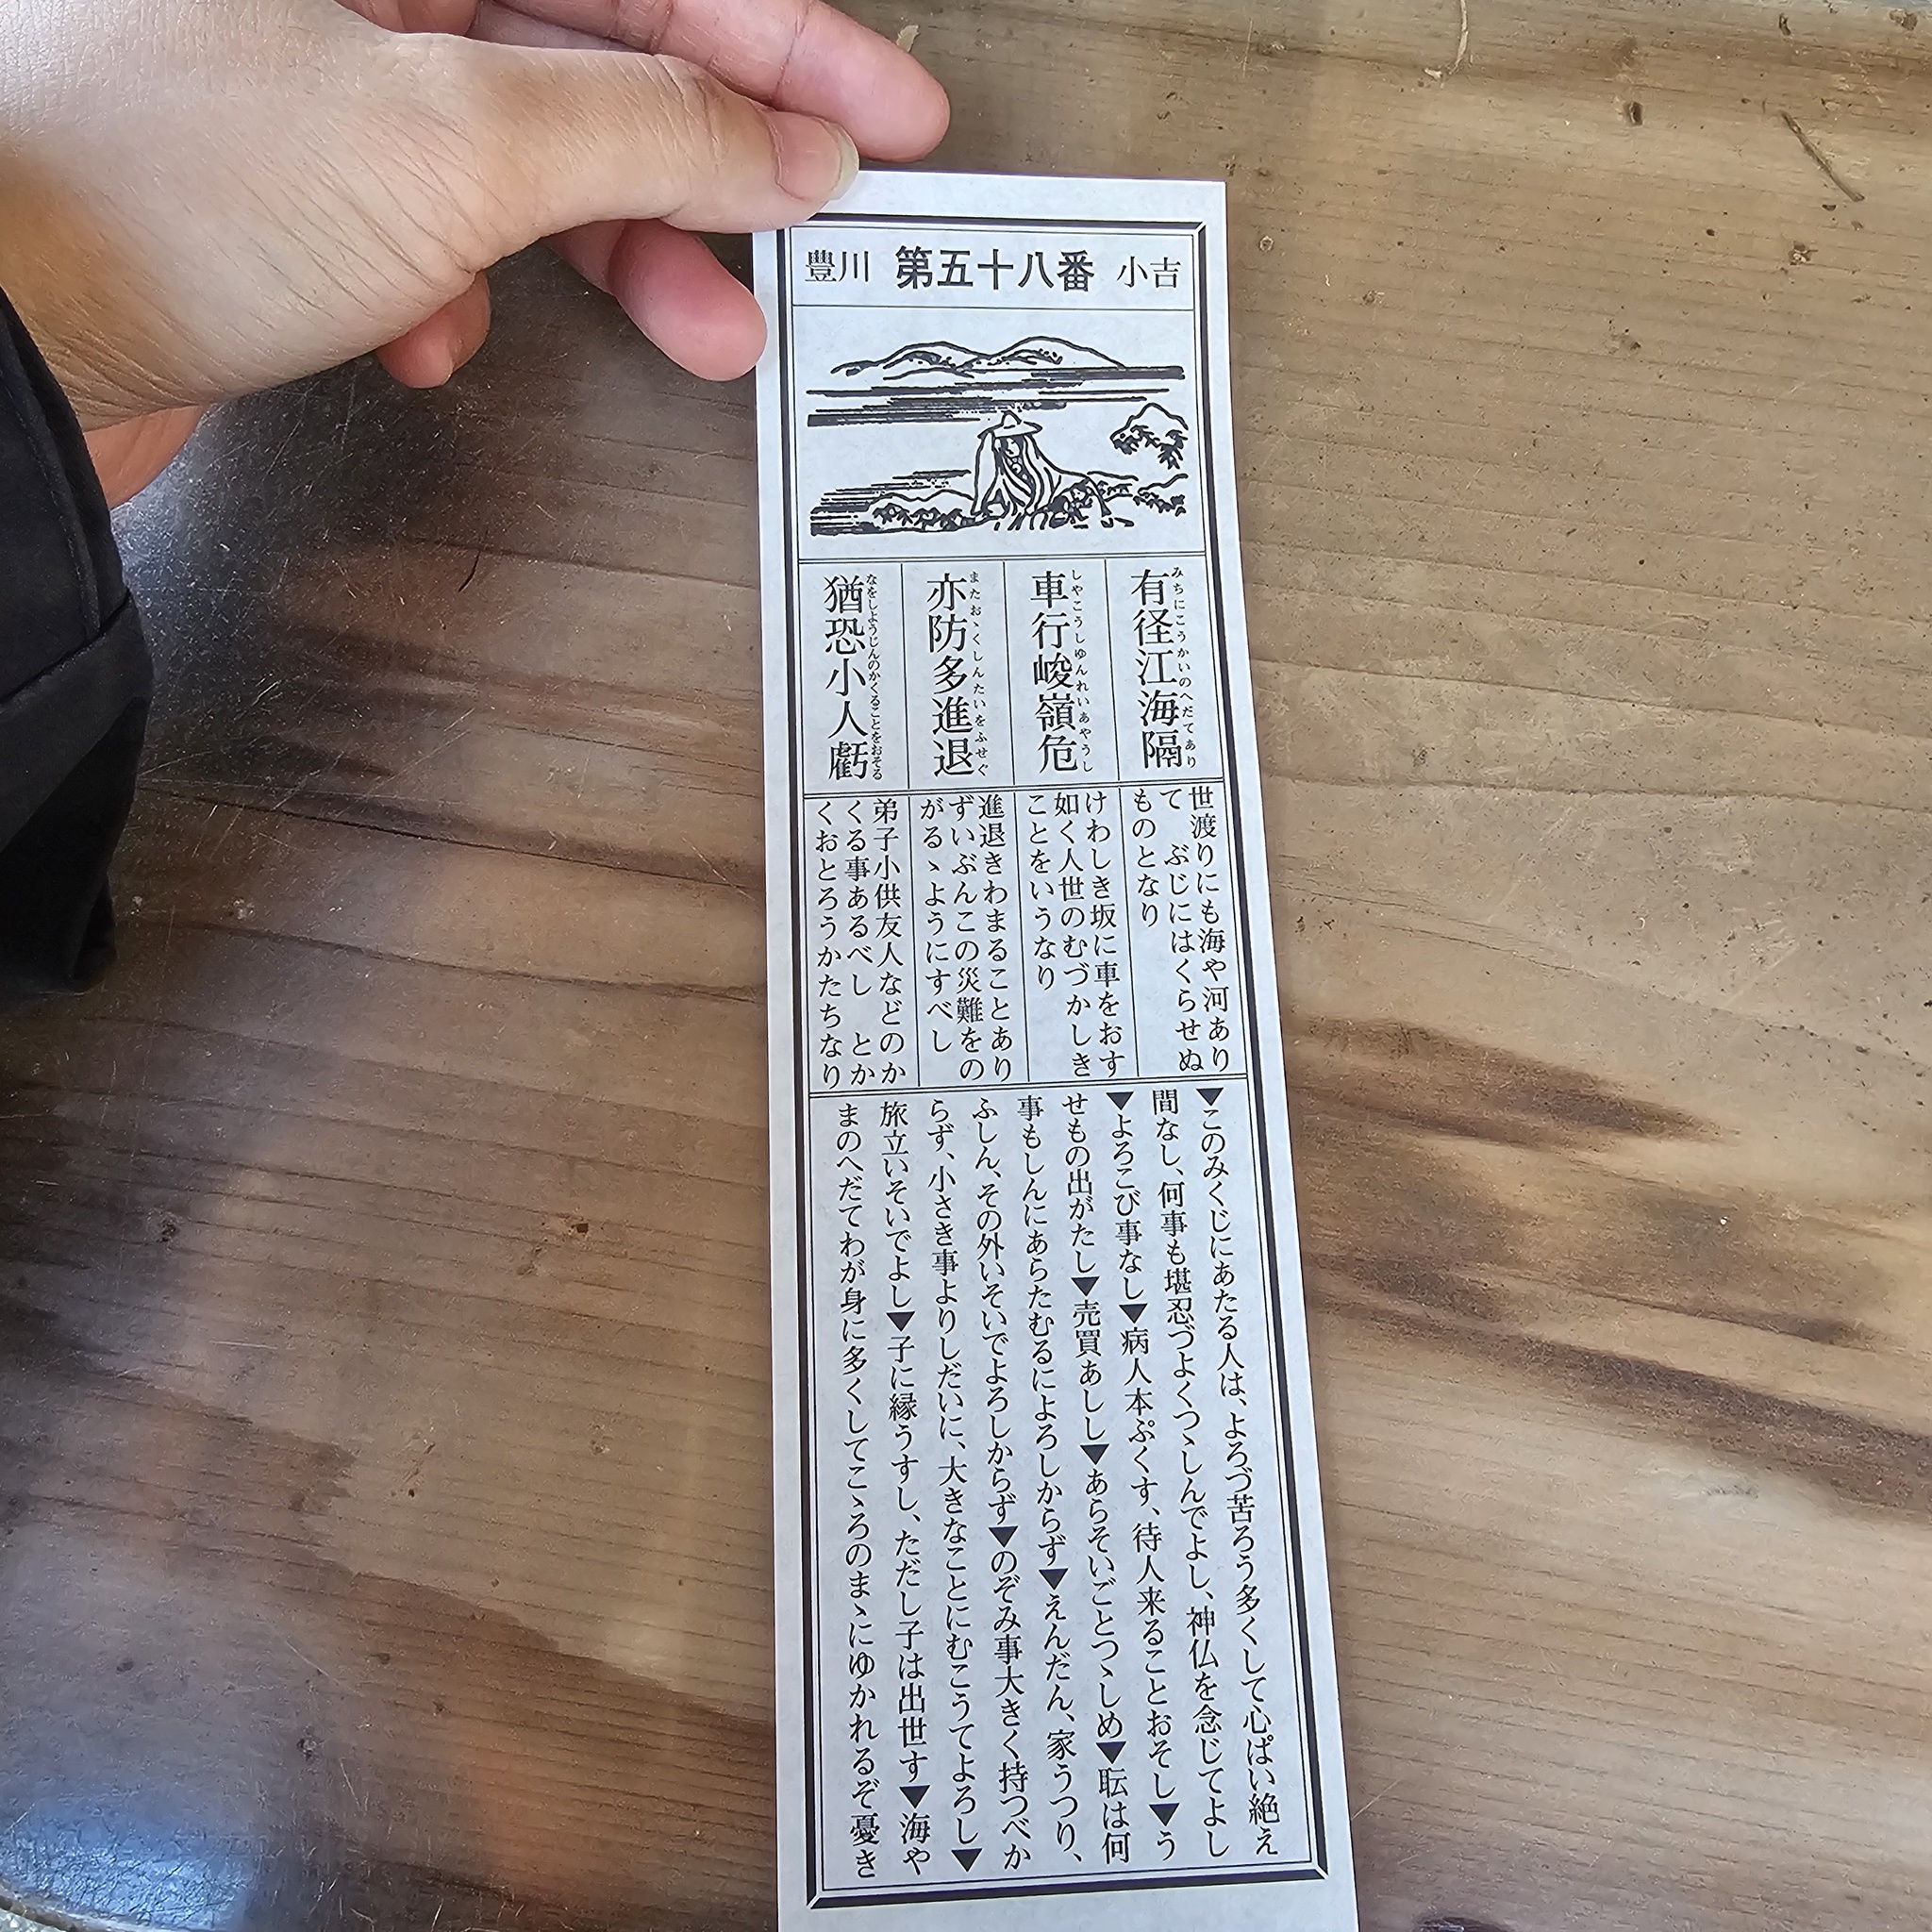 豊川 第五十八番 小吉
有径江海隔
みちにこうかいのへだてあり
車行峻嶺危
しやこうしゆんれいあやうし
亦防多進退
またおゝくしんたいをふせぐ
猶恐小人虧
なをしようじんのかくることをおそる
世渡りにも海や河あり
て ぶじにはくらせぬ
ものとなり
けわしき坂に車をおす
如く人世のむづかしき
ことをいうなり
進退きわまることあり
ずいぶんこの災難をの
がるゝようにすべし
弟子小供友人などのか
くる事あるべし とか
くおとろうかたちなり
▼このみくじにあたる人は、よろづ苦ろう多くして心ぱい絶え
間なし、何事も堪忍づよくつゝしんでよし、神仏を念じてよし
▼よろこび事なし▼病人本ぷくす、待人来ることおそし▼う
せもの出がたし▼売買あしし▼あらそいごとつゝしめ▼耺は何
事もしんにあらたむるによろしからず▼えんだん、家うつり、
ふしん、その外いそいでよろしからず▼のぞみ事大きく持つべか
らず、小さき事よりしだいに、大きなことにむこうてよろし▼
旅立いそいでよし▼子に縁うすし、ただし子は出世す▼海や
まのへだてわが身に多くしてこゝろのまゝにゆかれるぞ憂き